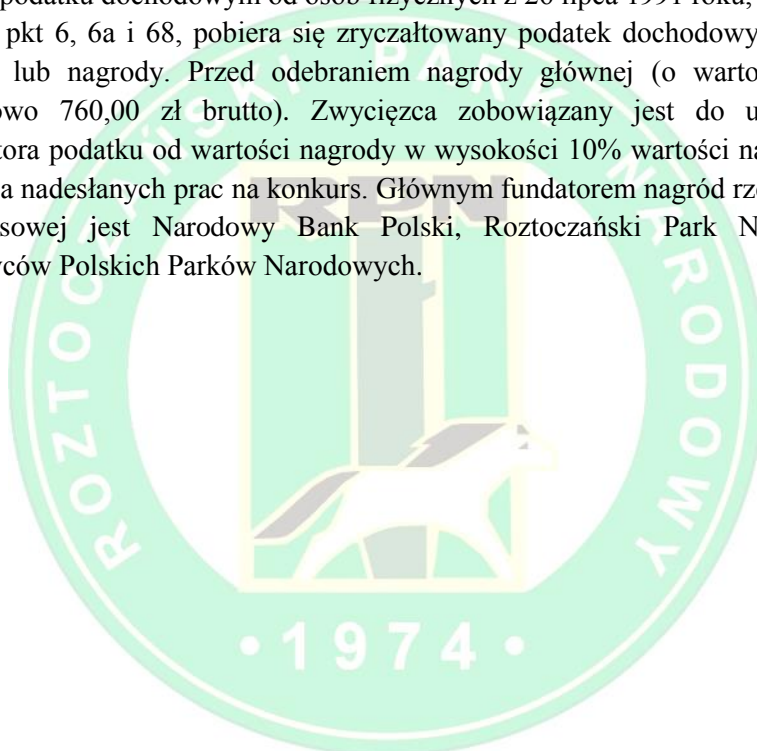 podatku dochodowym od osób fizycznych z 26 lipca 1991 roku,
pkt 6, 6a i 68, pobiera się zryczałtowany podatek dochodowy
lub nagrody. Przed odebraniem nagrody głównej (o warto
owo 760,00 zł brutto). Zwycięzca zobowiązany jest do u
tora podatku od wartości nagrody w wysokości 10% wartości na
a nadesłanych prac na konkurs. Głównym fundatorem nagród rze
sowej jest Narodowy Bank Polski, Roztoczański Park N
ców Polskich Parków Narodowych.
ROZTOCZAŃSKI PARK NARODOWY
RPN
• 1974 •